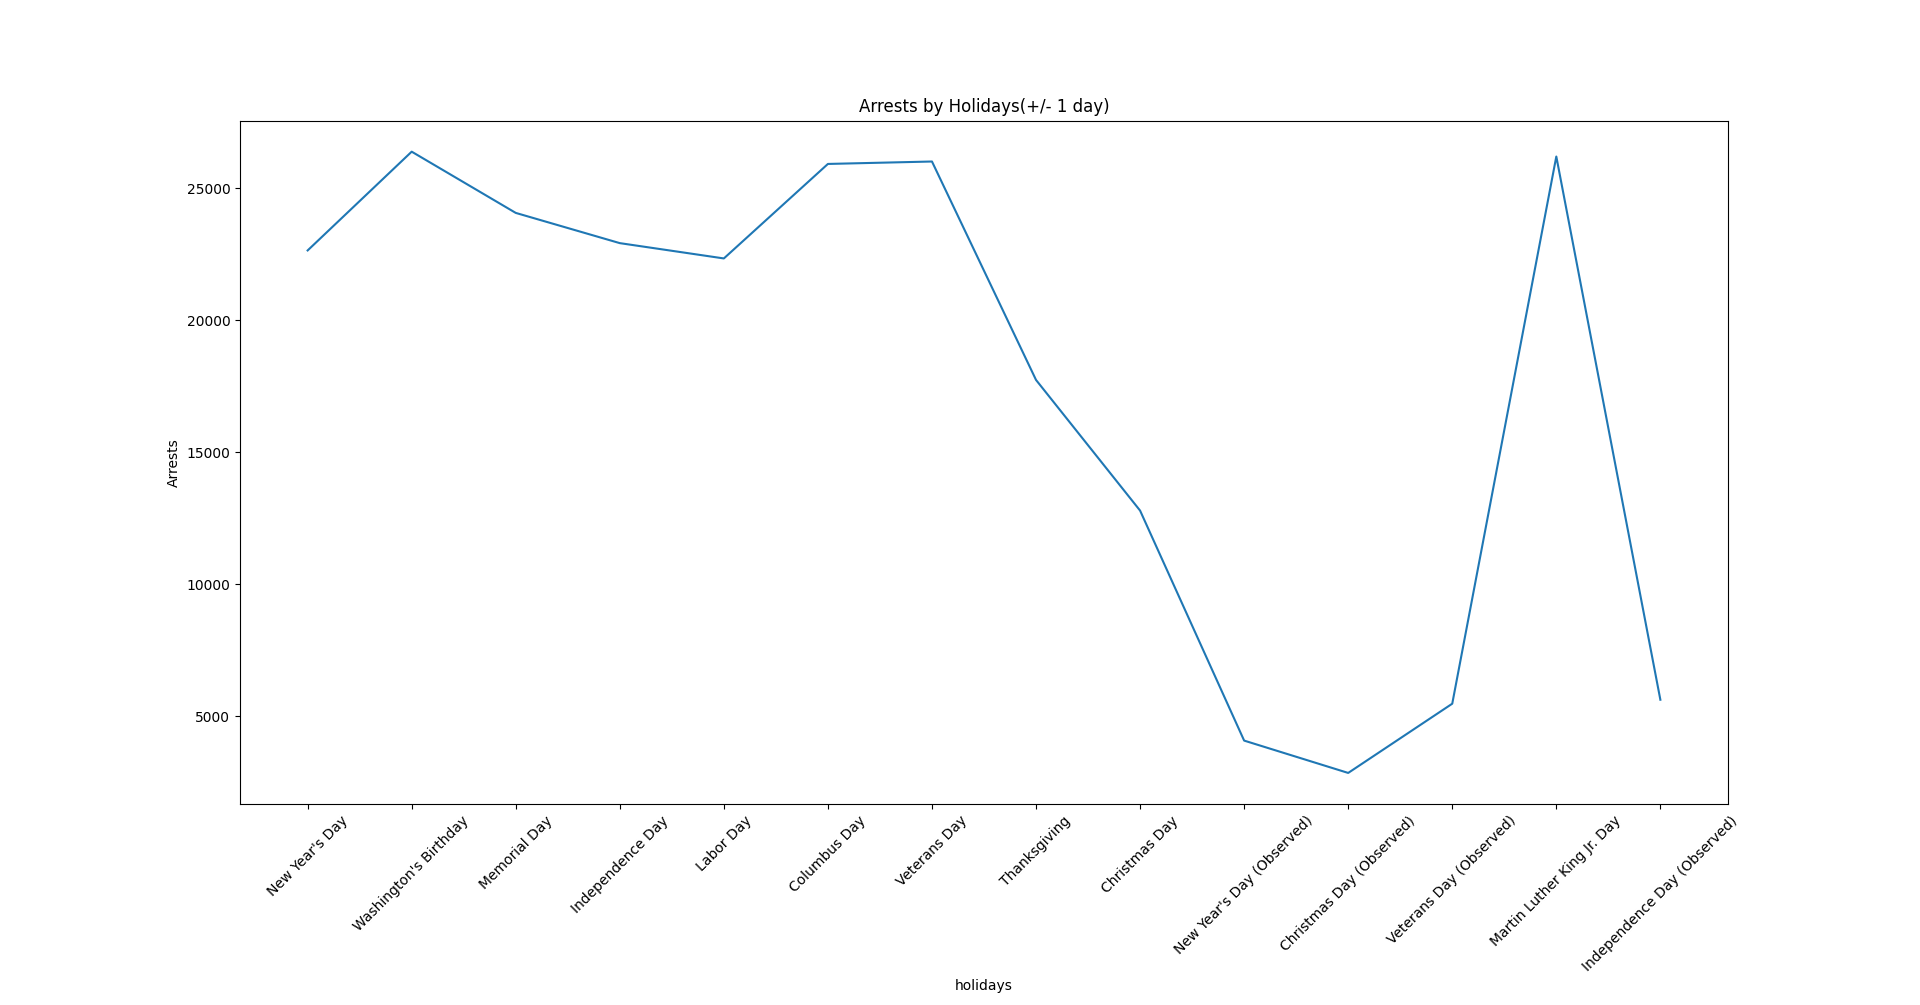 Arrests by Holidays(+/- 1 day)
25000
20000
15000
10000
5000
Arrests
New Year's Day
Washington's Birthday
Memorial Day
Independence Day
Labor Day
Columbus Day
Veterans Day
Thanksgiving
Christmas Day
New Year's Day (Observed)
Christmas Day (Observed)
Veterans Day (Observed)
Martin Luther King Jr. Day
Independence Day (Observed)
holidays